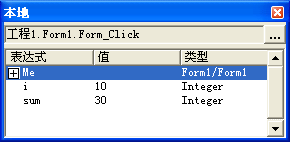 本地
工程1.Form1.Form_Click ...
表达式 值 类型
Me Form1/Form1
i 10 Integer
sum 30 Integer